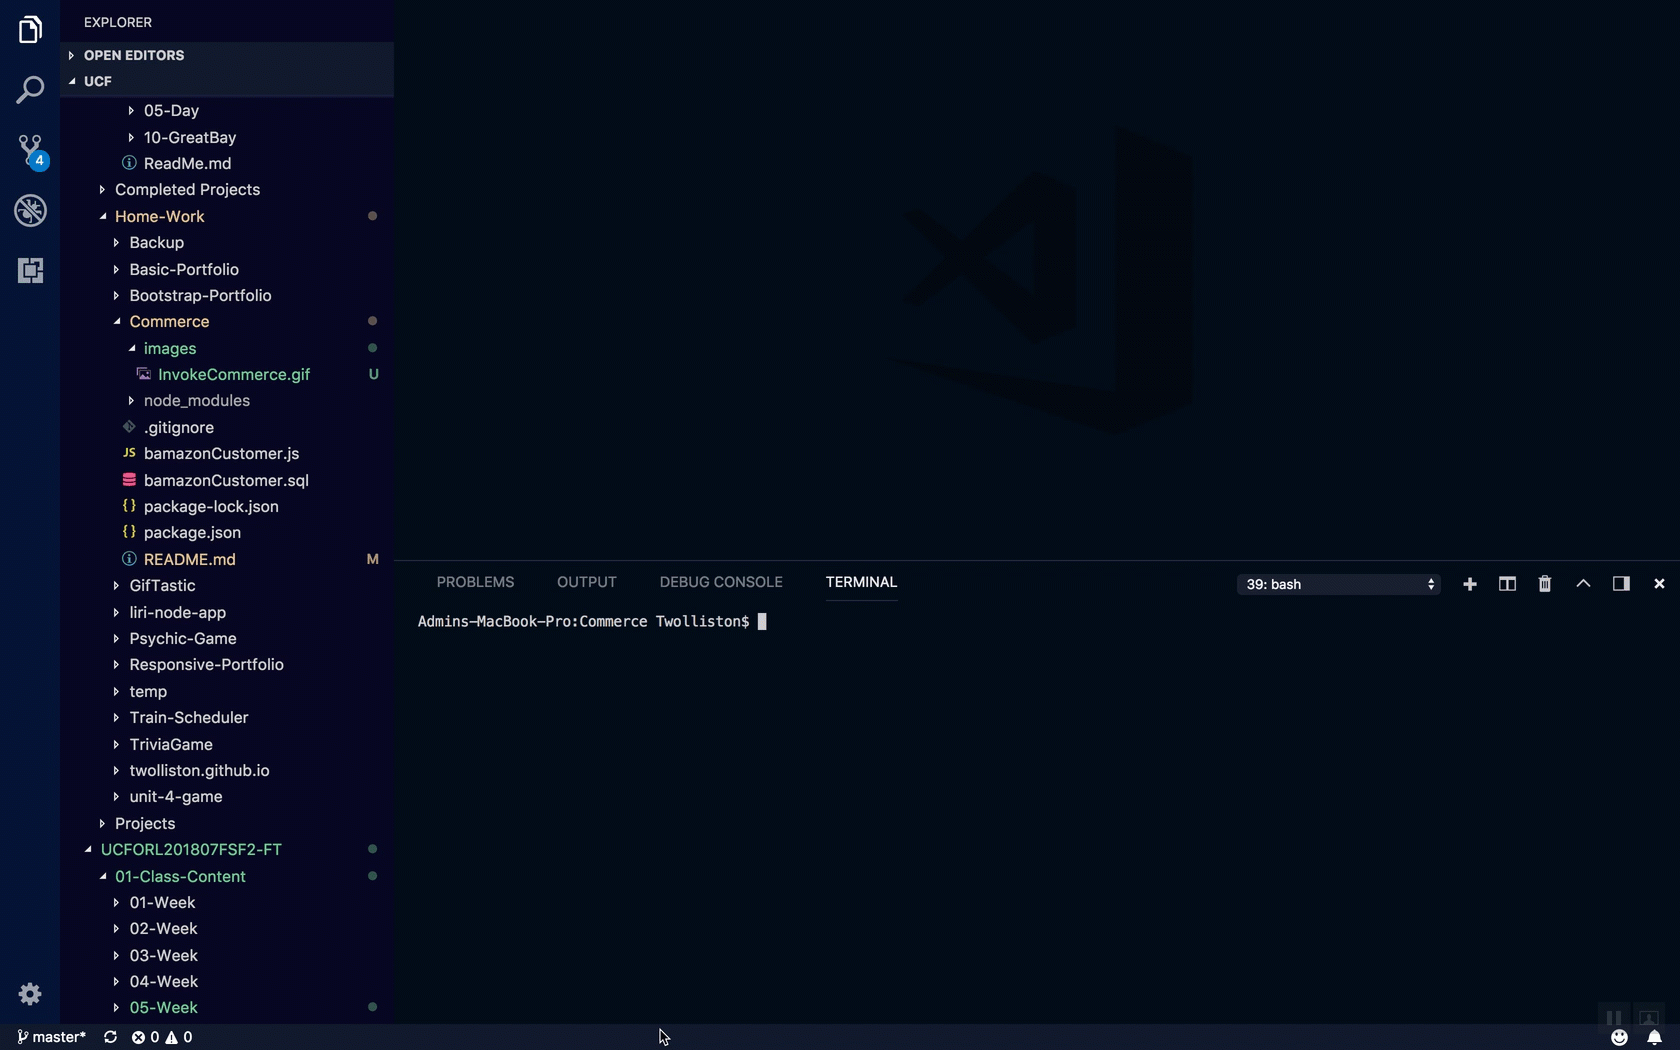 EXPLORER
OPEN EDITORS
UCF
05-Day
10-GreatBay
ReadMe.md
Completed Projects
Home-Work
Backup
Basic-Portfolio
Bootstrap-Portfolio
Commerce
images
InvokeCommerce.gif U
node_modules
.gitignore
JS bamazonCustomer.js
bamazonCustomer.sql
{} package-lock.json
{} package.json
README.md M
GifTastic
liri-node-app
Psychic-Game
Responsive-Portfolio
temp
Train-Scheduler
TriviaGame
twolliston.github.io
unit-4-game
Projects
UCFORL201807FSF2-FT
01-Class-Content
01-Week
02-Week
03-Week
04-Week
05-Week
4
PROBLEMS OUTPUT DEBUG CONSOLE TERMINAL 39: bash
Admins-MacBook-Pro:Commerce Twolliston$
master* 0 0